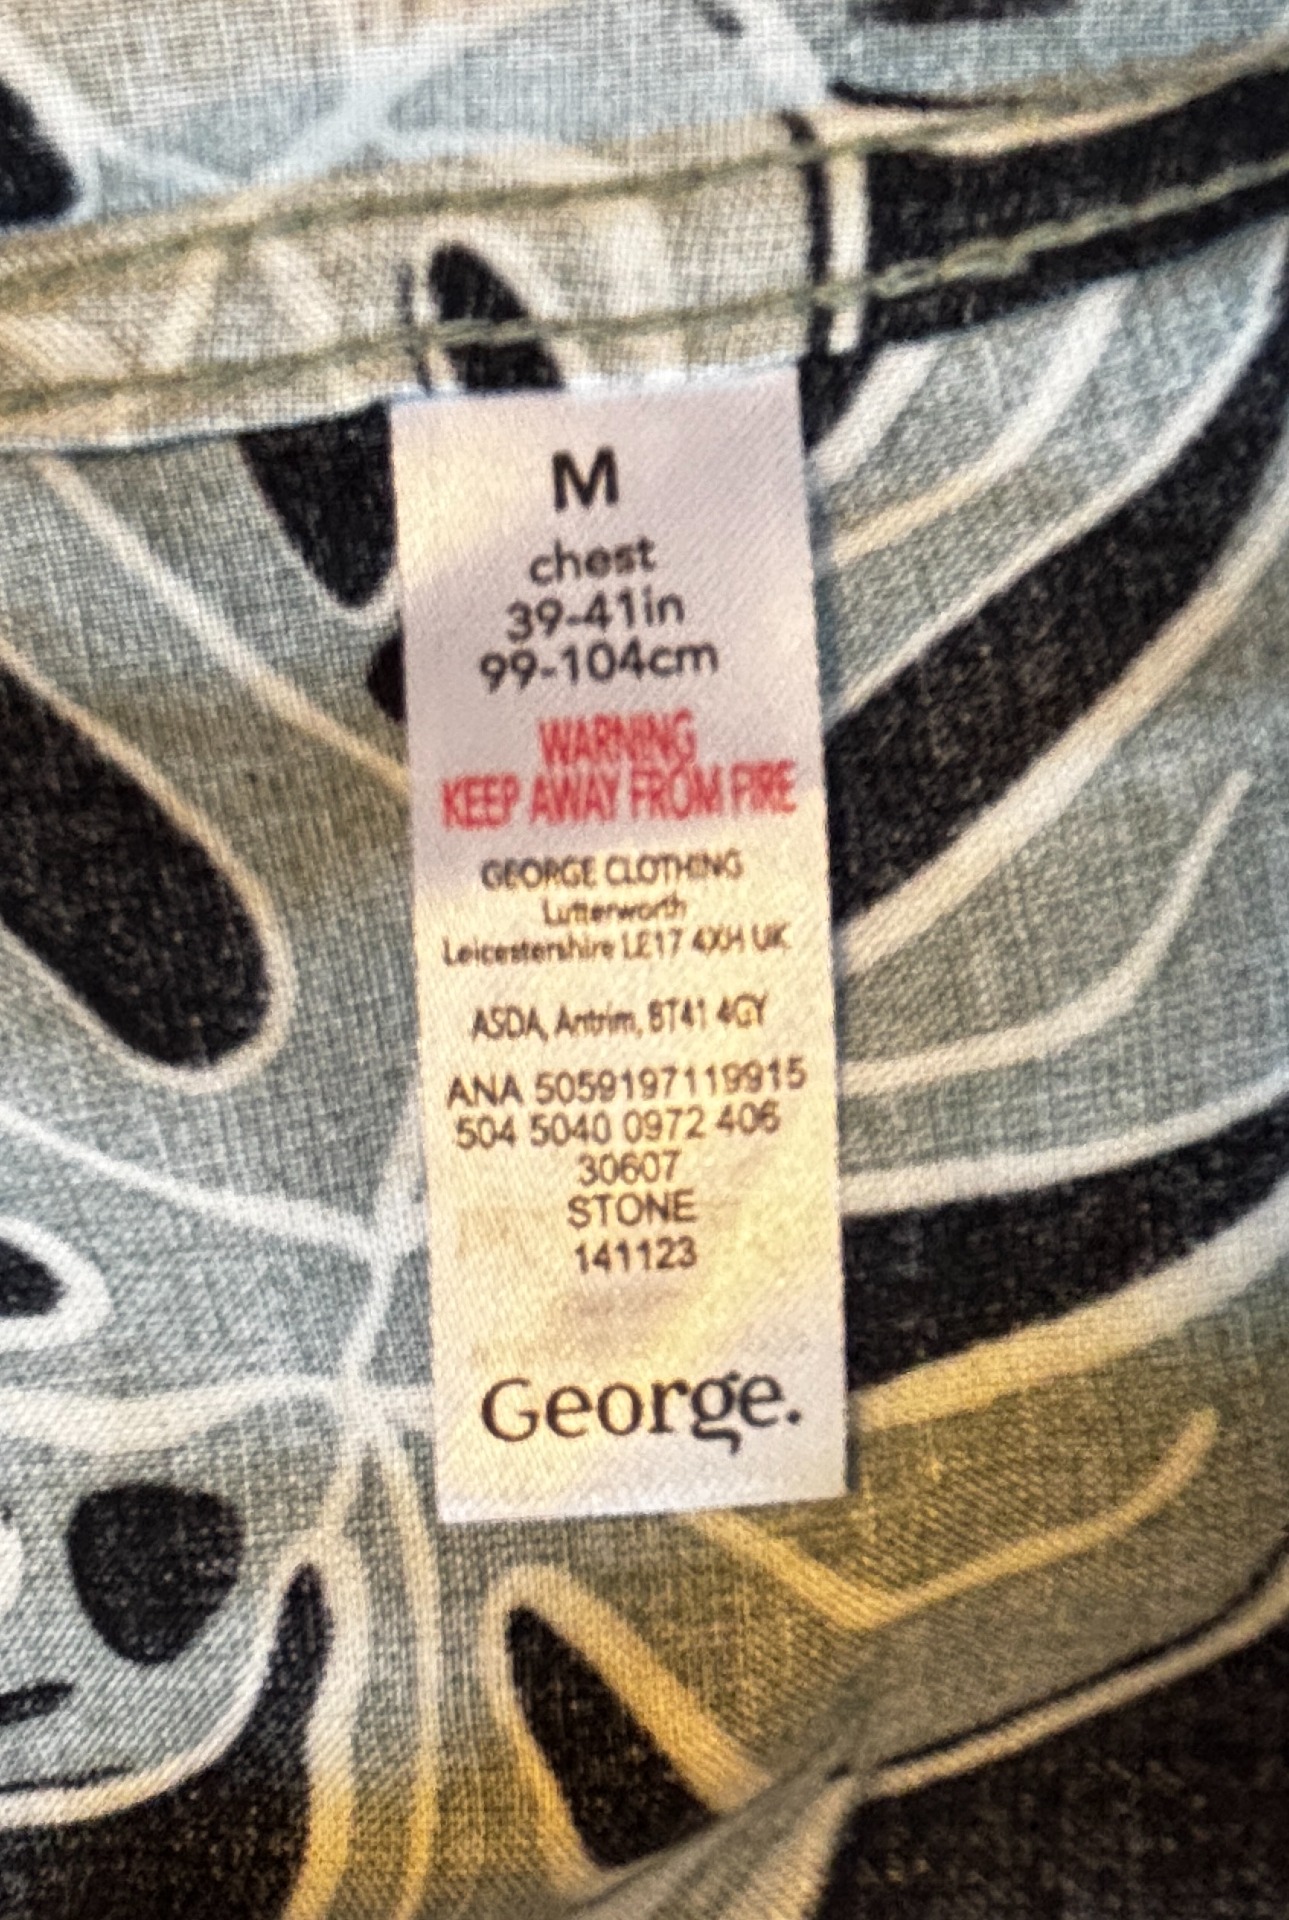 M
chest
39-41in
99-104cm
WARNING
KEEP AWAY FROM FIRE
GEORGE CLOTHING
Lutterworth
Leicestershire LE17 4XH UK
ASDA, Antrim, BT41 4GY
ANA 5059197119915
504 5040 0972 406
30607
STONE
141123
George.